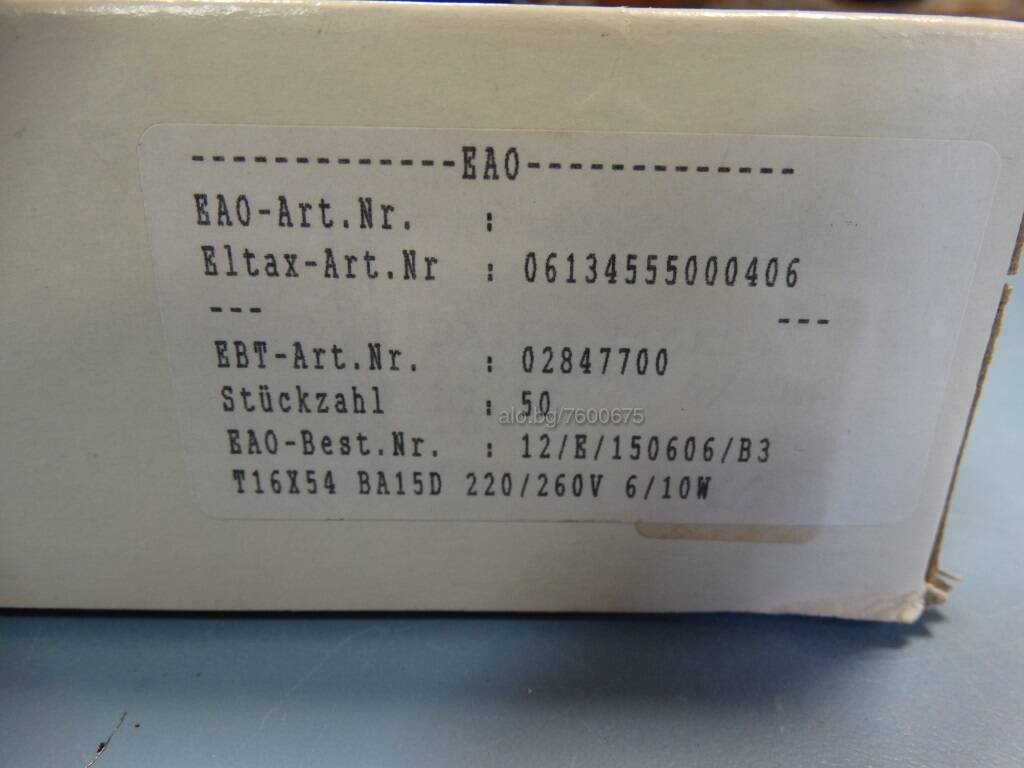 -------------EAO-------------
EAO-Art.Nr. :
Eltax-Art.Nr : 06134555000406
--- ---
EBT-Art.Nr. : 02847700
Stückzahl : 50
alo.bg/7600675
EAO-Best.Nr. : 12/E/150606/B3
T16X54 BA15D 220/260V 6/10W